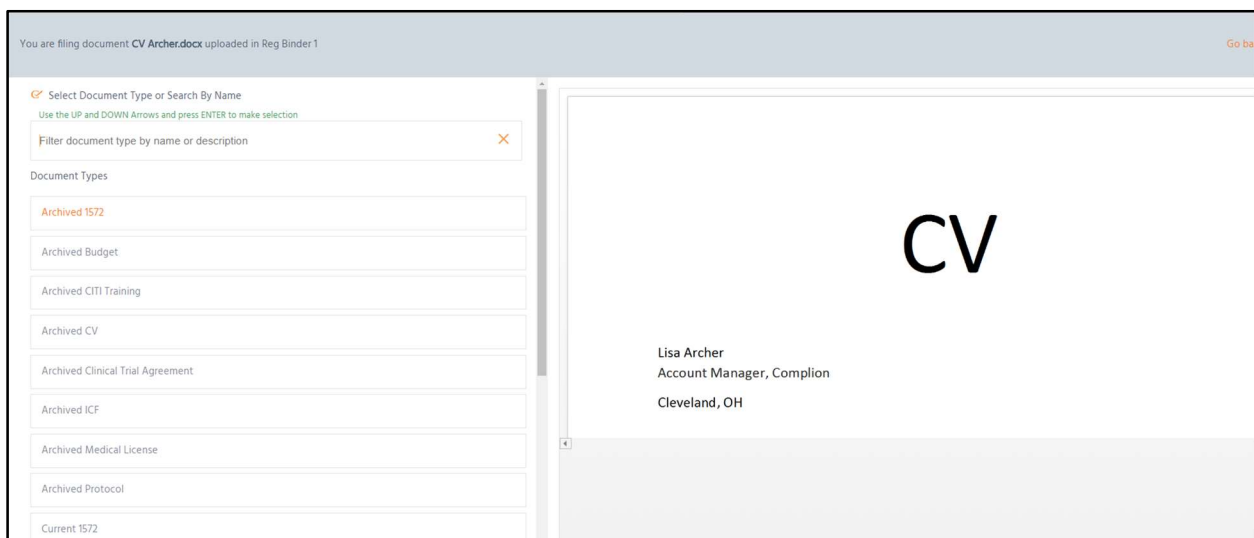 You are filing document CV Archer.docx uploaded in Reg Binder 1
Go ba
Select Document Type or Search By Name
Use the UP and DOWN Arrows and press ENTER to make selection
Filter document type by name or description
Document Types
Archived 1572
Archived Budget
Archived CITI Training
Archived CV
Archived Clinical Trial Agreement
Archived ICF
Archived Medical License
Archived Protocol
Current 1572
CV
Lisa Archer
Account Manager, Complion
Cleveland, OH